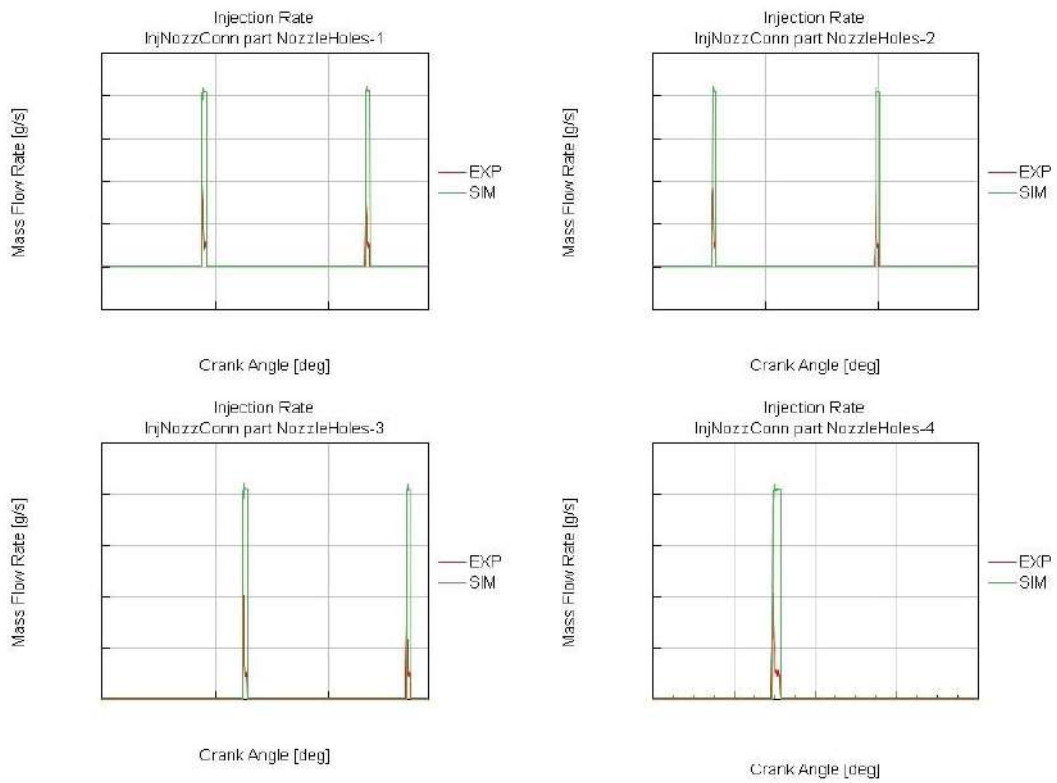 Injection Rate
InjNozzConn part NozzleHoles-1
Mass Flow Rate [g/s]
EXP
SIM
Crank Angle [deg]
Injection Rate
InjNozzConn part NozzleHoles-2
Mass Flow Rate [g/s]
EXP
SIM
Crank Angle [deg]
Injection Rate
InjNozzConn part NozzleHoles-3
Mass Flow Rate [g/s]
EXP
SIM
Crank Angle [deg]
Injection Rate
InjNozzConn part NozzleHoles-4
Mass Flow Rate [g/s]
EXP
SIM
Crank Angle [deg]